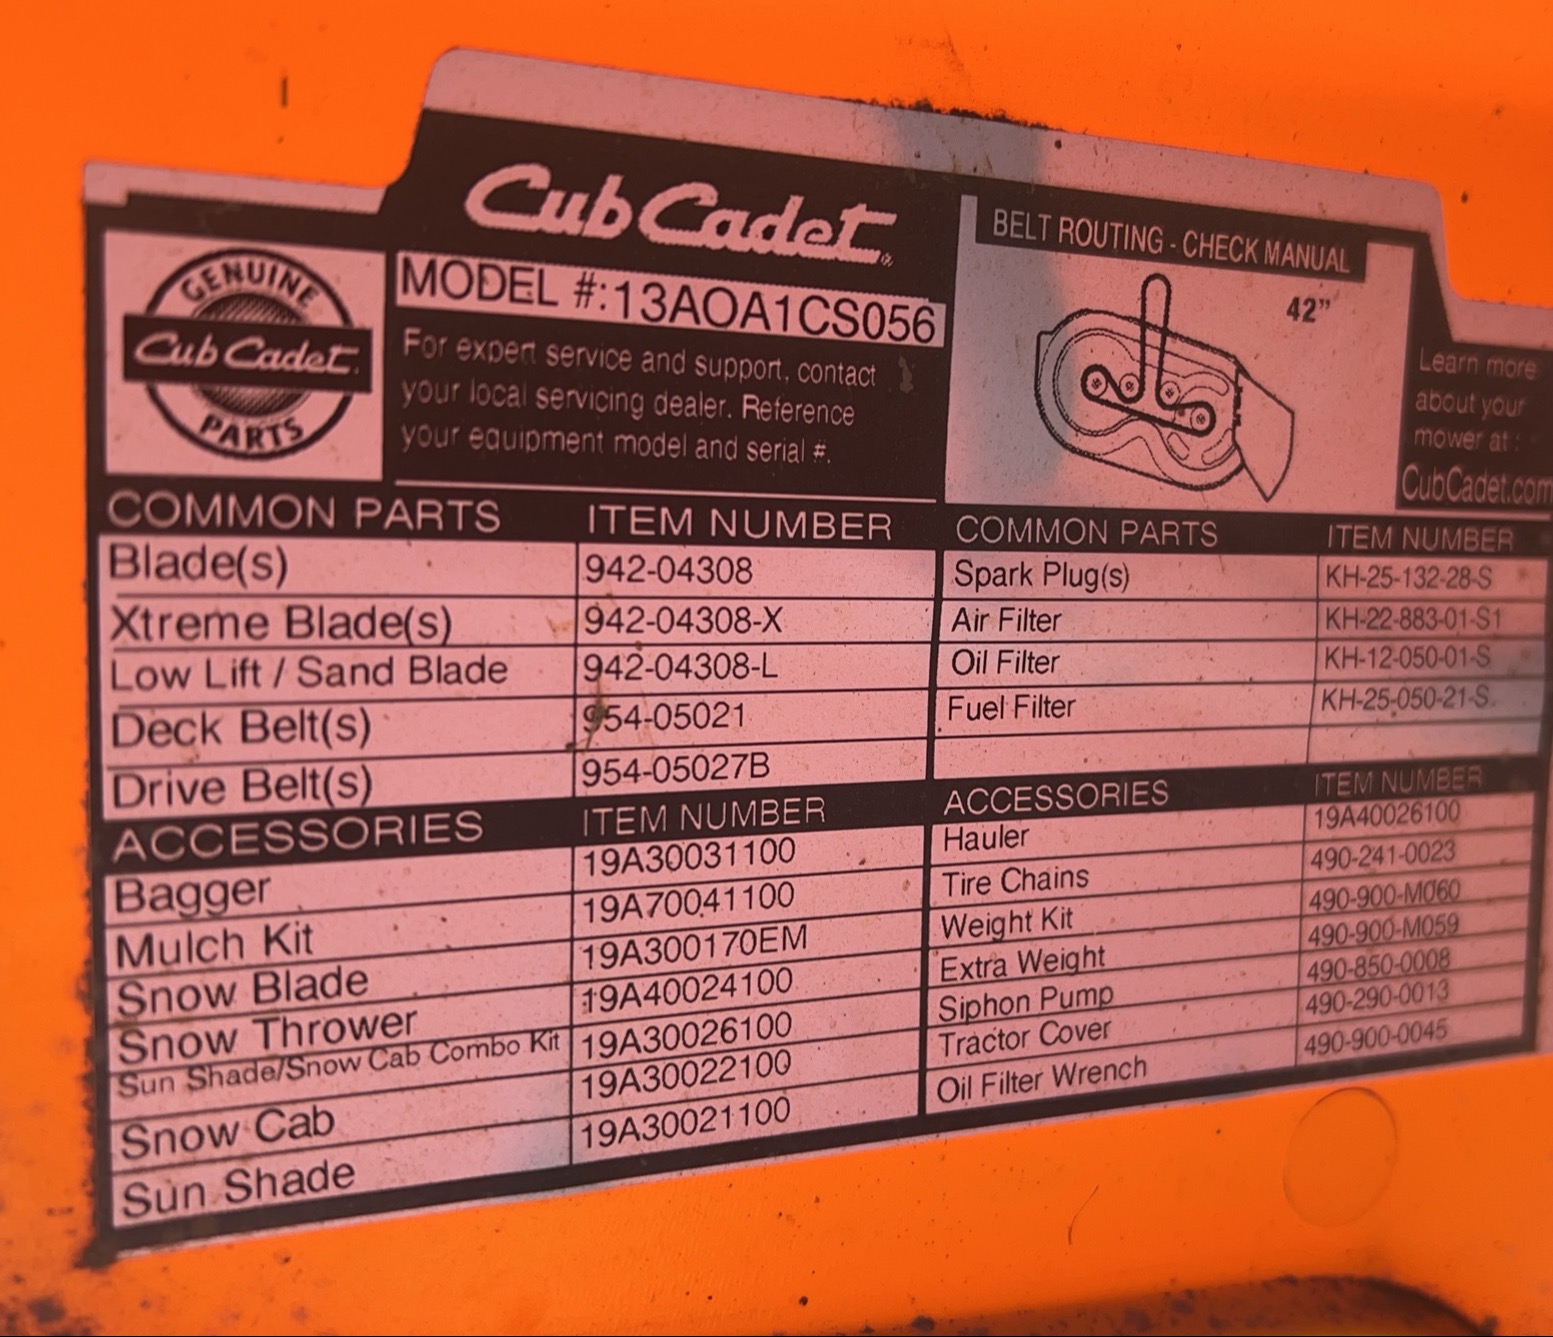 Cub Cadet
MODEL #:13AOA1CS056
GENUINE
Cub Cadet
PARTS
For expert service and support, contact
your local servicing dealer. Reference
your equipment model and serial #.
BELT ROUTING - CHECK MANUAL
42”
Learn more
about your
mower at :
CubCadet.com
COMMON PARTS ITEM NUMBER
Blade(s) 942-04308
Xtreme Blade(s) 942-04308-X
Low Lift / Sand Blade 942-04308-L
Deck Belt(s) 954-05021
Drive Belt(s) 954-05027B
COMMON PARTS ITEM NUMBER
Spark Plug(s) KH-25-132-28-S
Air Filter KH-22-883-01-S1
Oil Filter KH-12-050-01-S
Fuel Filter KH-25-050-21-S
ACCESSORIES ITEM NUMBER
Bagger 19A30031100
Mulch Kit 19A70041100
Snow Blade 19A300170EM
Snow Thrower 19A40024100
Sun Shade/Snow Cab Combo Kit 19A30026100
Snow Cab 19A30022100
Sun Shade 19A30021100
ACCESSORIES ITEM NUMBER
Hauler 19A40026100
Tire Chains 490-241-0023
Weight Kit 490-900-M060
Extra Weight 490-900-M059
Siphon Pump 490-850-0008
Tractor Cover 490-290-0013
Oil Filter Wrench 490-900-0045